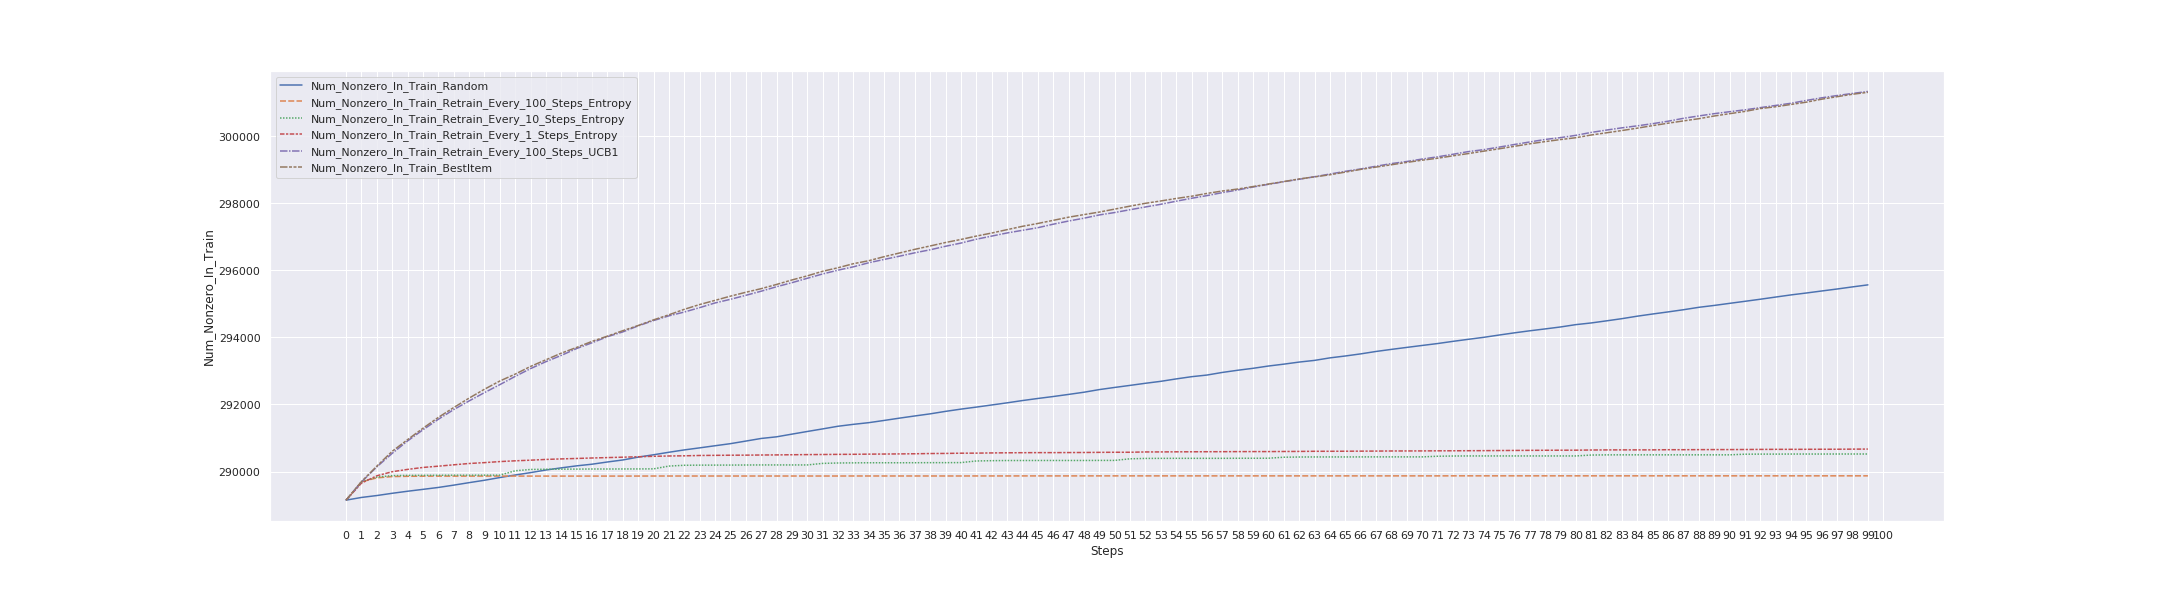 Num_Nonzero_In_Train_Random
Num_Nonzero_In_Train_Retrain_Every_100_Steps_Entropy
Num_Nonzero_In_Train_Retrain_Every_10_Steps_Entropy
Num_Nonzero_In_Train_Retrain_Every_1_Steps_Entropy
Num_Nonzero_In_Train_Retrain_Every_100_Steps_UCB1
Num_Nonzero_In_Train_BestItem
Num_Nonzero_In_Train
300000
298000
296000
294000
292000
290000
0 1 2 3 4 5 6 7 8 9 10 11 12 13 14 15 16 17 18 19 20 21 22 23 24 25 26 27 28 29 30 31 32 33 34 35 36 37 38 39 40 41 42 43 44 45 46 47 48 49 50 51 52 53 54 55 56 57 58 59 60 61 62 63 64 65 66 67 68 69 70 71 72 73 74 75 76 77 78 79 80 81 82 83 84 85 86 87 88 89 90 91 92 93 94 95 96 97 98 99 100
Steps